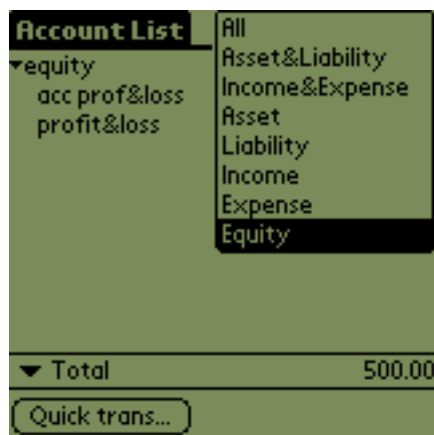 Account List
equity
acc prof&loss
profit&loss
All
Asset&Liability
Income&Expense
Asset
Liability
Income
Expense
Equity
Total 500.00
Quick trans...